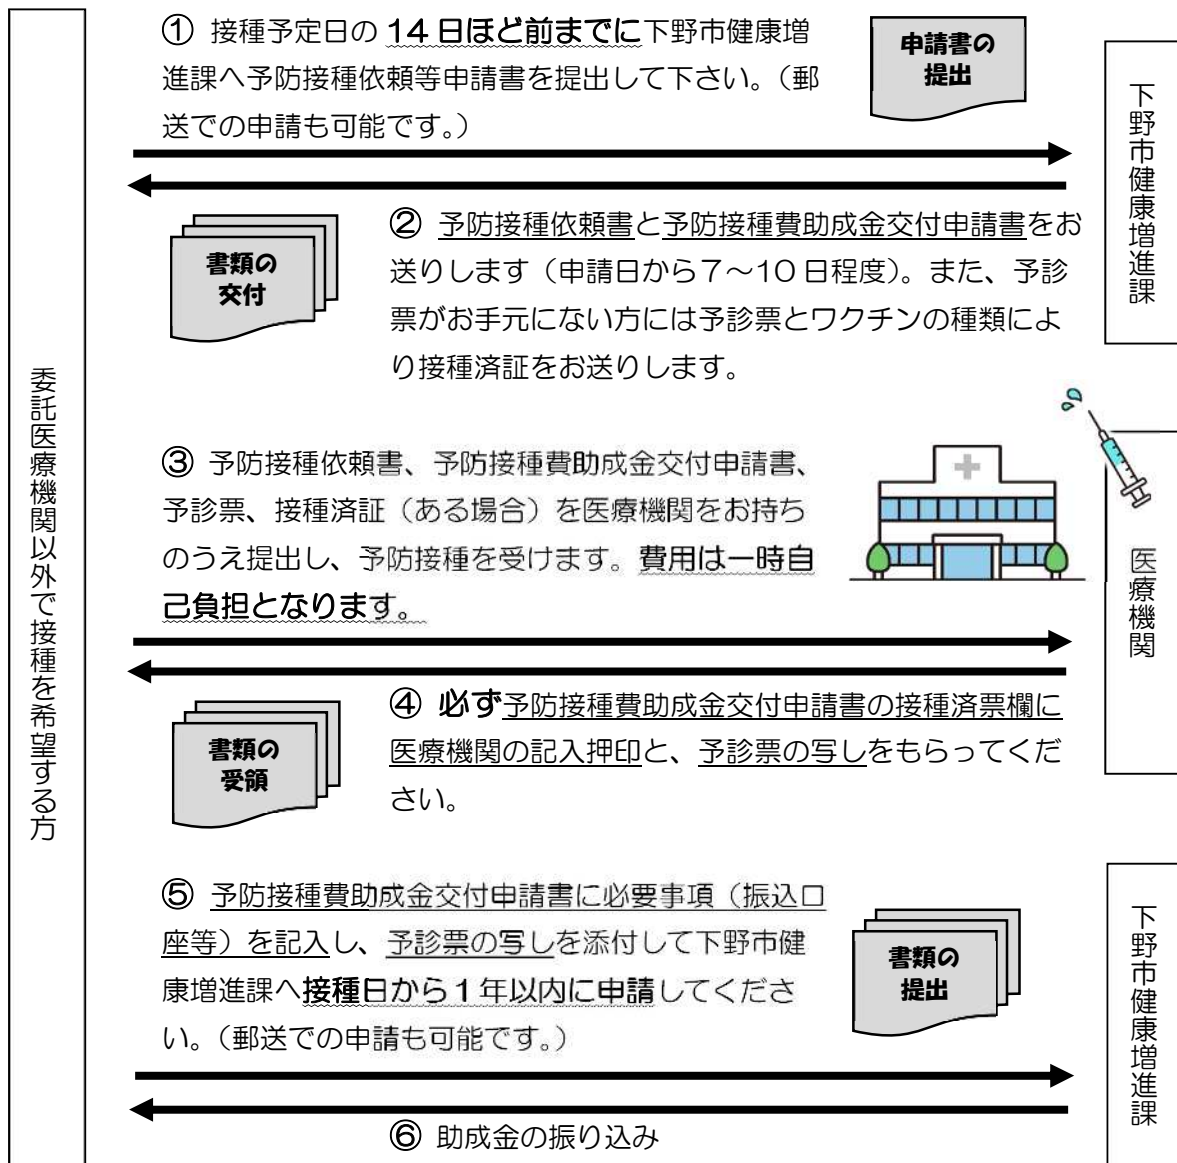 委託医療機関以外で接種を希望する方
① 接種予定日の 14 日ほど前までに下野市健康増
進課へ予防接種依頼等申請書を提出して下さい。（郵
送での申請も可能です。）
申請書の
提出
下野市健康増進課
書類の
交付
② 予防接種依頼書と予防接種費助成金交付申請書をお
送りします（申請日から７～10 日程度）。また、予診
票がお手元にない方には予診票とワクチンの種類によ
り接種済証をお送りします。
③ 予防接種依頼書、予防接種費助成金交付申請書、
予診票、接種済証（ある場合）を医療機関をお持ち
のうえ提出し、予防接種を受けます。費用は一時自
己負担となります。
医療機関
書類の
受領
④ 必ず予防接種費助成金交付申請書の接種済票欄に
医療機関の記入押印と、予診票の写しをもらってくだ
さい。
⑤ 予防接種費助成金交付申請書に必要事項（振込口
座等）を記入し、予診票の写しを添付して下野市健
康増進課へ接種日から１年以内に申請してくださ
い。（郵送での申請も可能です。）
書類の
提出
下野市健康増進課
⑥ 助成金の振り込み